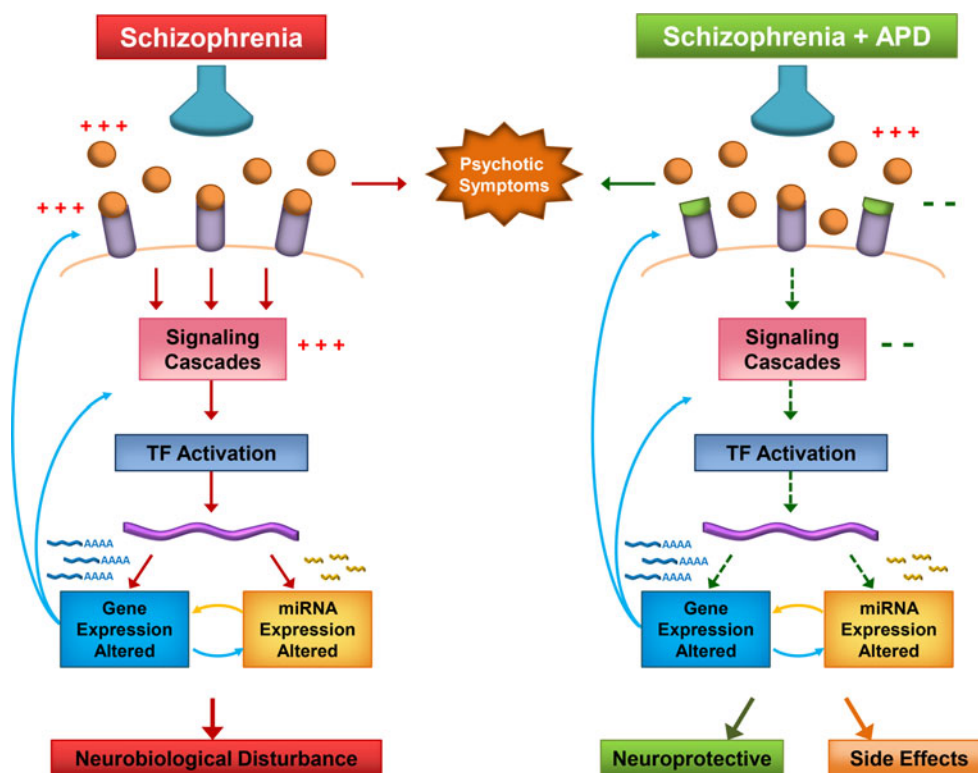 Schizophrenia
Schizophrenia + APD
+ + +
+ + +
Psychotic
Symptoms
+ + +
- -
Signaling
Cascades
+ + +
Signaling
Cascades
- -
TF Activation
TF Activation
AAAA
AAAA
AAAA
AAAA
AAAA
AAAA
Gene
Expression
Altered
miRNA
Expression
Altered
Gene
Expression
Altered
miRNA
Expression
Altered
Neurobiological Disturbance
Neuroprotective
Side Effects